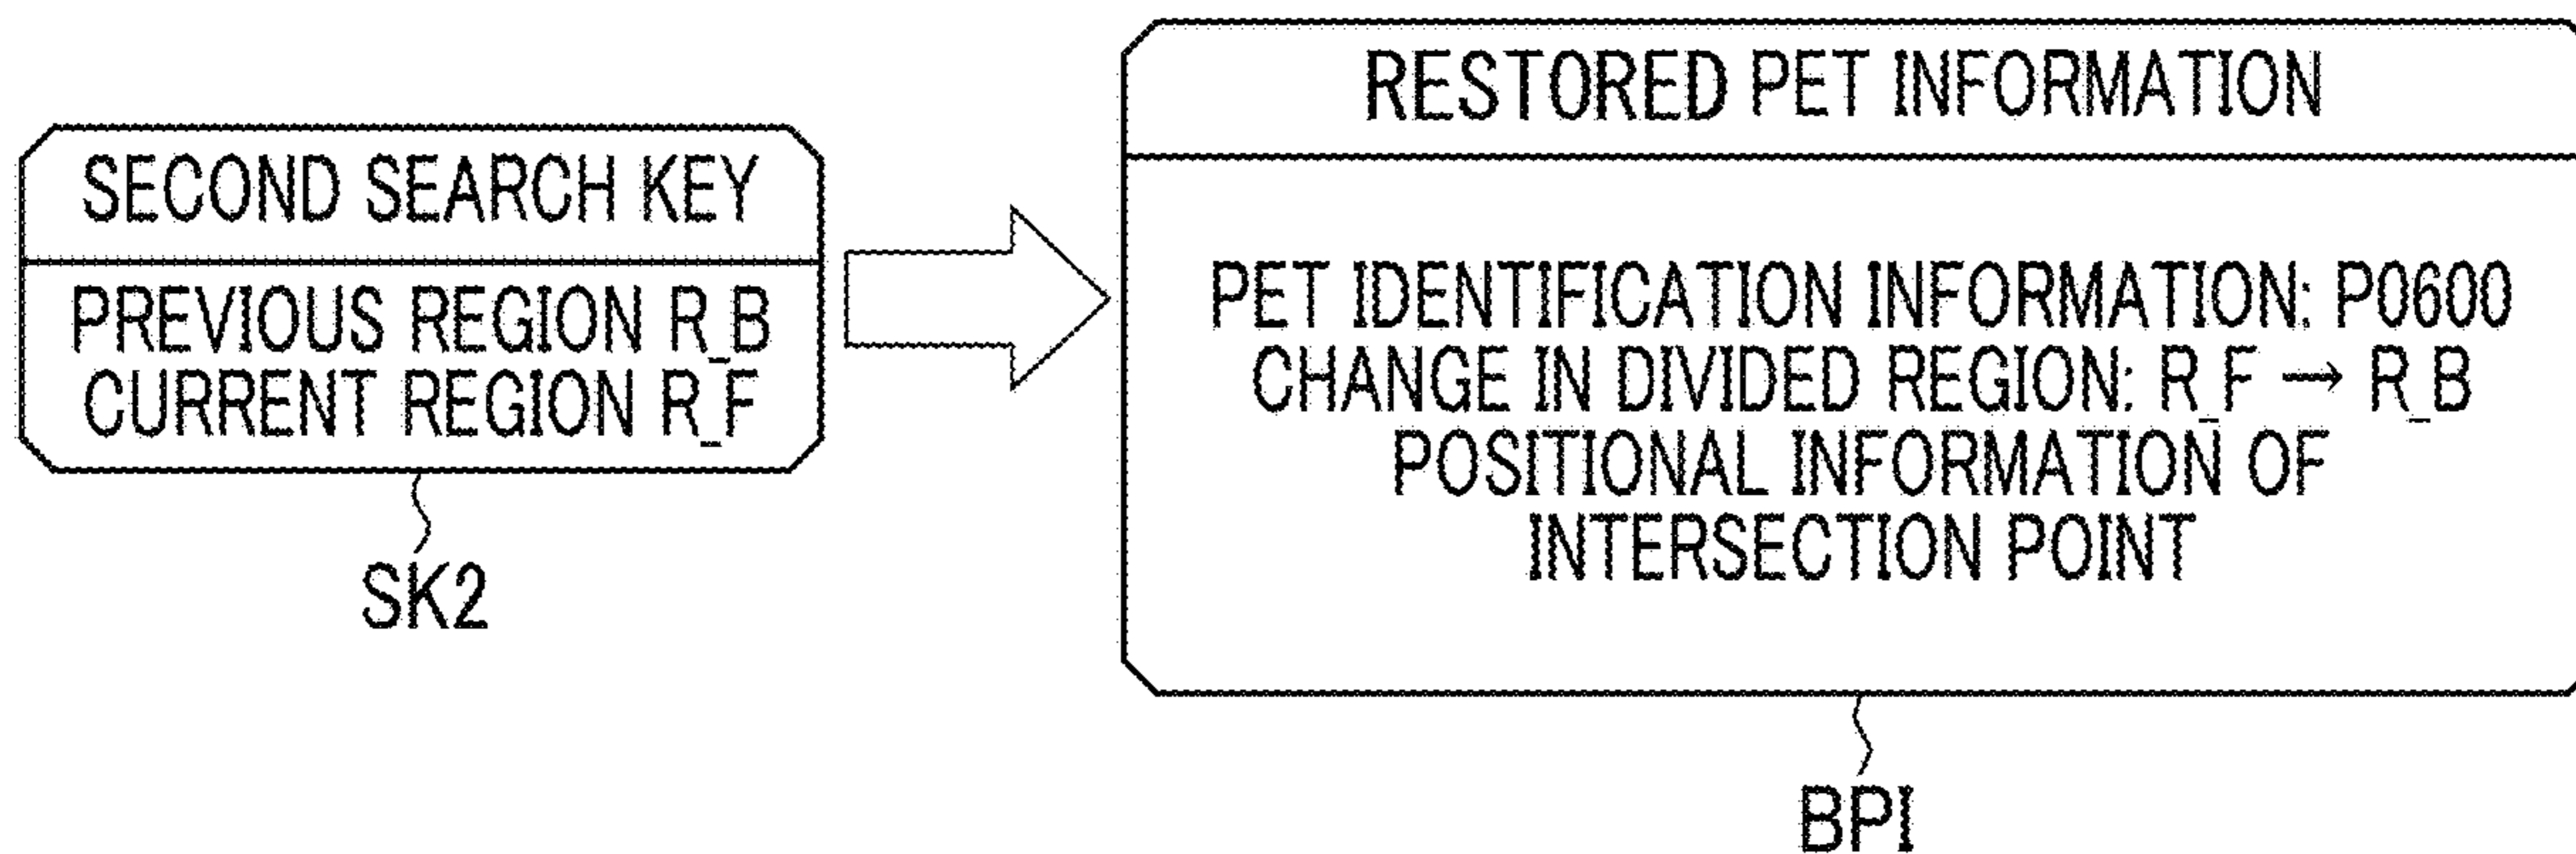 SECOND SEARCH KEY
PREVIOUS REGION R_B
CURRENT REGION R_F
SK2
RESTORED PET INFORMATION
PET IDENTIFICATION INFORMATION: P0600
CHANGE IN DIVIDED REGION: R_F → R_B
POSITIONAL INFORMATION OF
INTERSECTION POINT
BPI